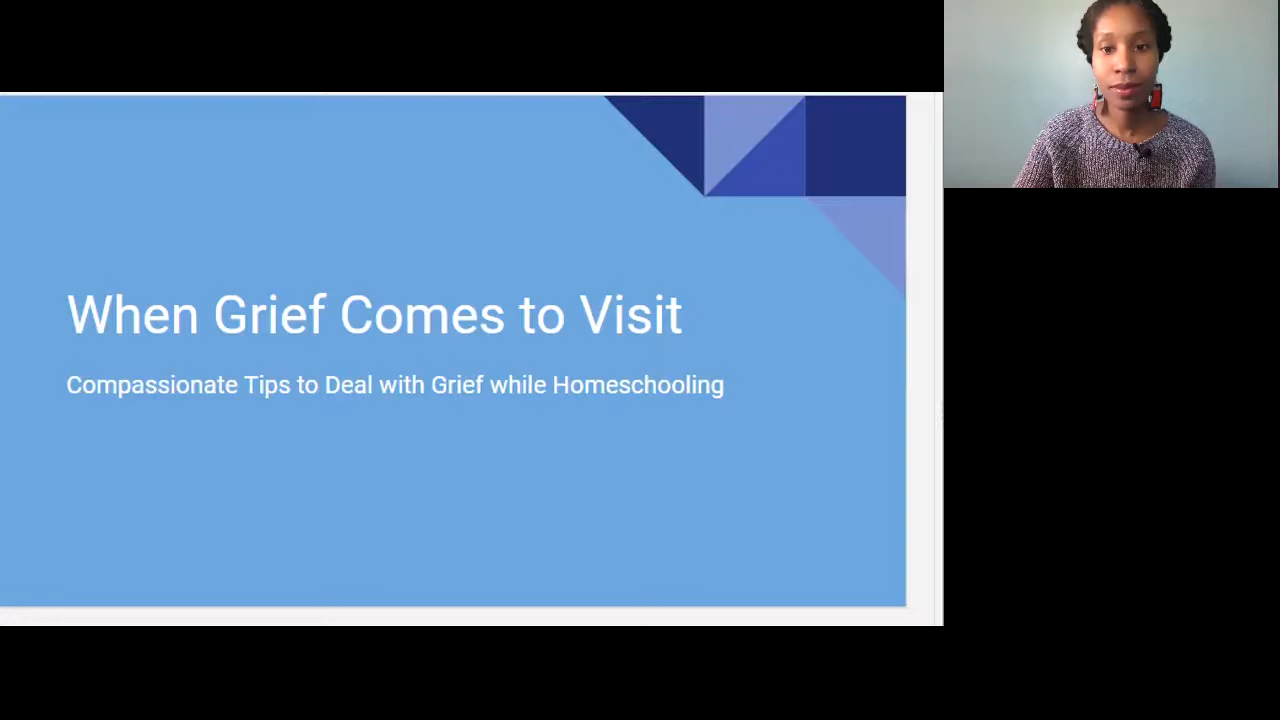 When Grief Comes to Visit
Compassionate Tips to Deal with Grief while Homeschooling